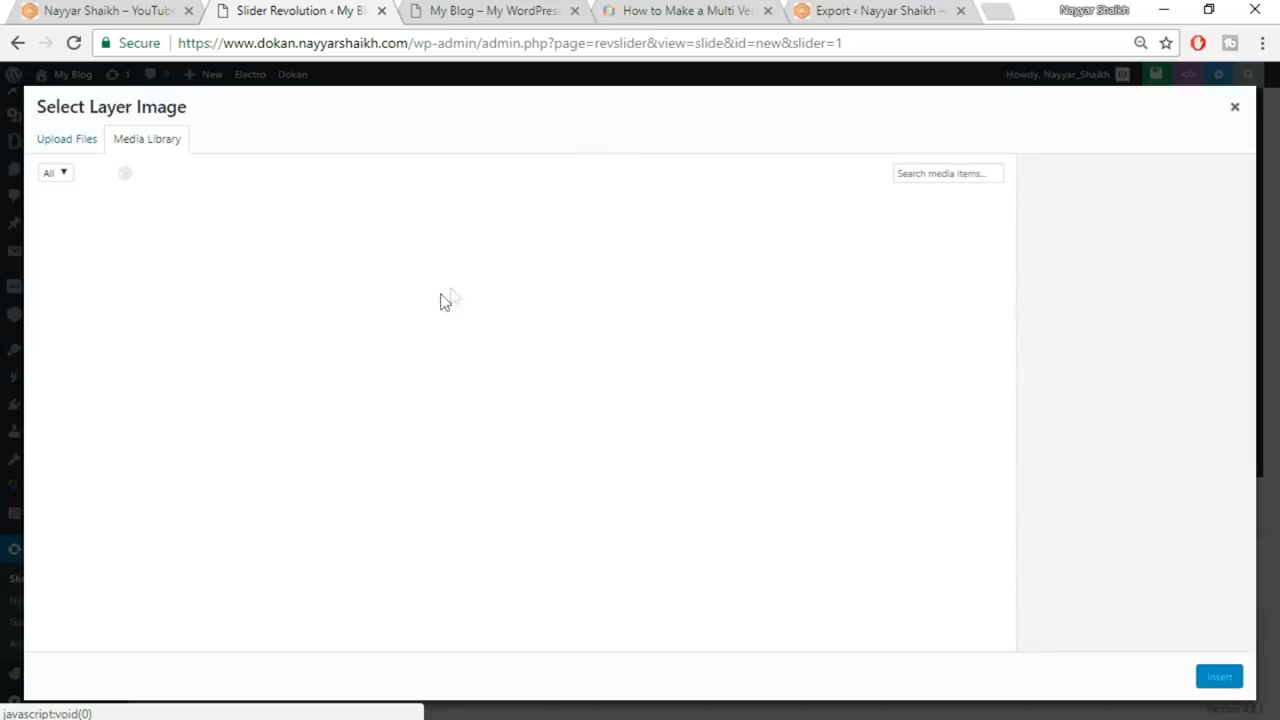 Nayyar Shaikh – YouTub
Slider Revolution ‹ My Bl
My Blog – My WordPress
How to Make a Multi Ve
Export ‹ Nayyar Shaikh —
Nayyar Shaikh
Secure
https://www.dokan.nayyarshaikh.com/wp-admin/admin.php?page=revslider&view=slide&id=new&slider=1
My Blog
1
New
Electro
Dokan
Howdy, Nayyar_Shaikh
Select Layer Image
Upload Files
Media Library
All
Search media items...
Insert
javascript:void(0)